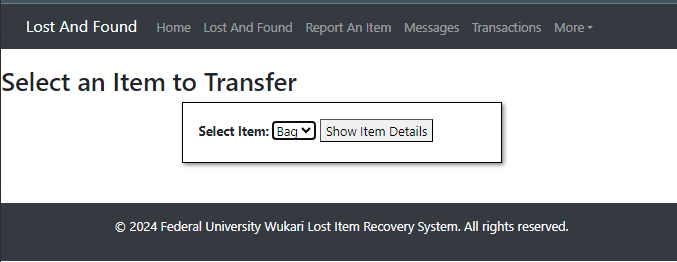 Lost And Found Home Lost And Found Report An Item Messages Transactions More
Select an Item to Transfer
Select Item: Bag Show Item Details
© 2024 Federal University Wukari Lost Item Recovery System. All rights reserved.